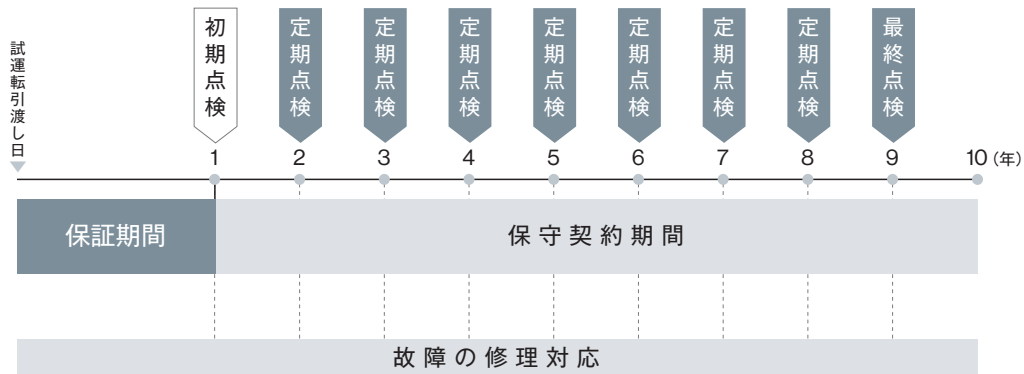 試運転引渡し日
初期点検
定期点検
定期点検
定期点検
定期点検
定期点検
定期点検
定期点検
最終点検
1
2
3
4
5
6
7
8
9
10 (年)
保証期間
保守契約期間
故障の修理対応